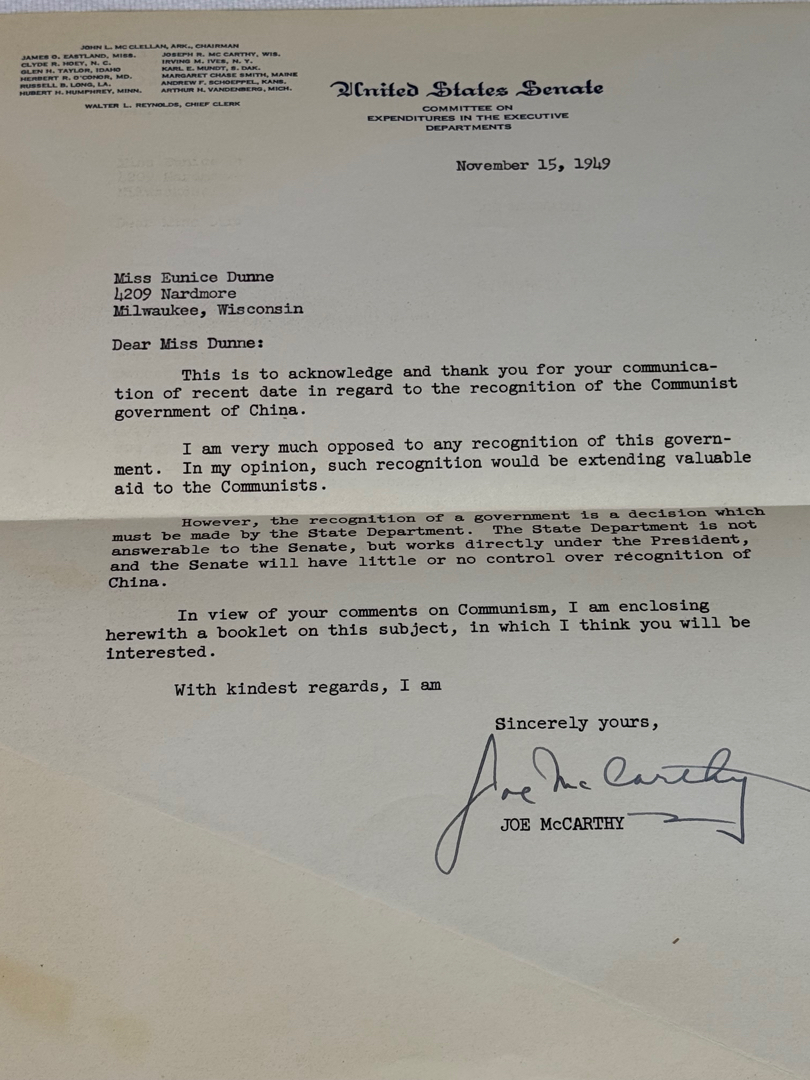 JOHN L. MC CLELLAN, ARK., CHAIRMAN
JAMES O. EASTLAND, MISS.
CLYDE R. HOEY, N. C.
GLEN H. TAYLOR, IDAHO
HERBERT R. O'CONOR, MD.
RUSSELL B. LONG, LA.
HUBERT H. HUMPHREY, MINN.
JOSEPH R. MC CARTHY, WIS.
IRVING M. IVES, N. Y.
KARL E. MUNDT, S. DAK.
MARGARET CHASE SMITH, MAINE
ANDREW F. SCHOEPPEL, KANS.
ARTHUR H. VANDENBERG, MICH.
WALTER L. REYNOLDS, CHIEF CLERK
United States Senate
COMMITTEE ON
EXPENDITURES IN THE EXECUTIVE
DEPARTMENTS
November 15, 1949
Miss Eunice Dunne
4209 Nardmore
Milwaukee, Wisconsin
Dear Miss Dunne:
This is to acknowledge and thank you for your communica-
tion of recent date in regard to the recognition of the Communist
government of China.
I am very much opposed to any recognition of this govern-
ment. In my opinion, such recognition would be extending valuable
aid to the Communists.
However, the recognition of a government is a decision which
must be made by the State Department. The State Department is not
answerable to the Senate, but works directly under the President,
and the Senate will have little or no control over recognition of
China.
In view of your comments on Communism, I am enclosing
herewith a booklet on this subject, in which I think you will be
interested.
With kindest regards, I am
Sincerely yours,
Joe McCarthy
JOE McCARTHY